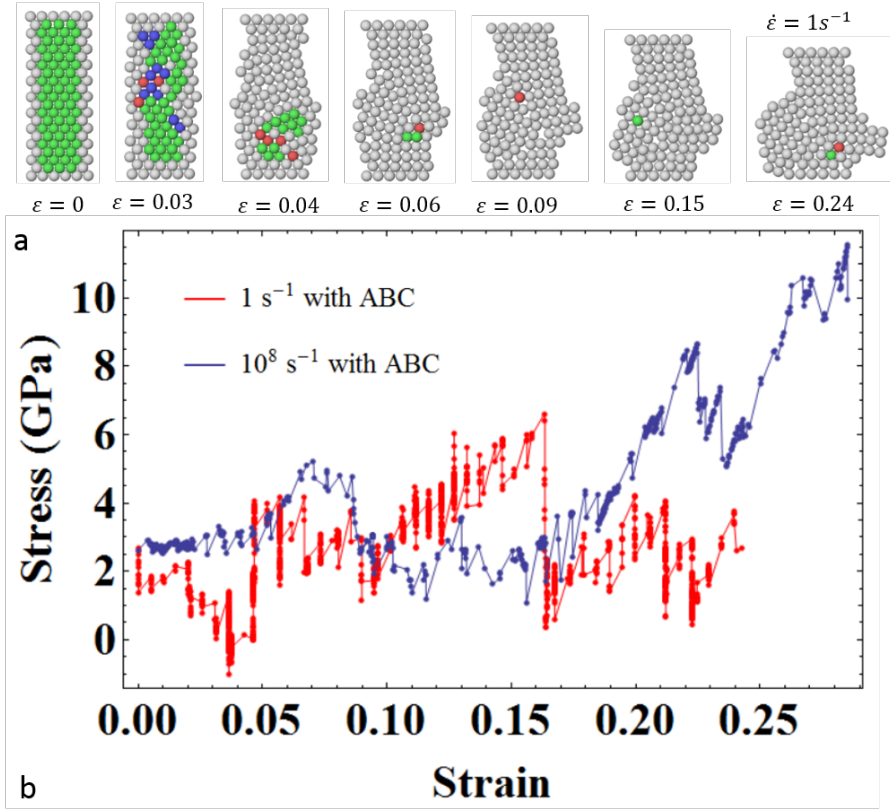 ε̇ = 1s⁻¹
ε = 0 ε = 0.03 ε = 0.04 ε = 0.06 ε = 0.09 ε = 0.15 ε = 0.24
a
1 s⁻¹ with ABC
10⁸ s⁻¹ with ABC
Stress (GPa)
10
8
6
4
2
0
0.00 0.05 0.10 0.15 0.20 0.25
Strain
b